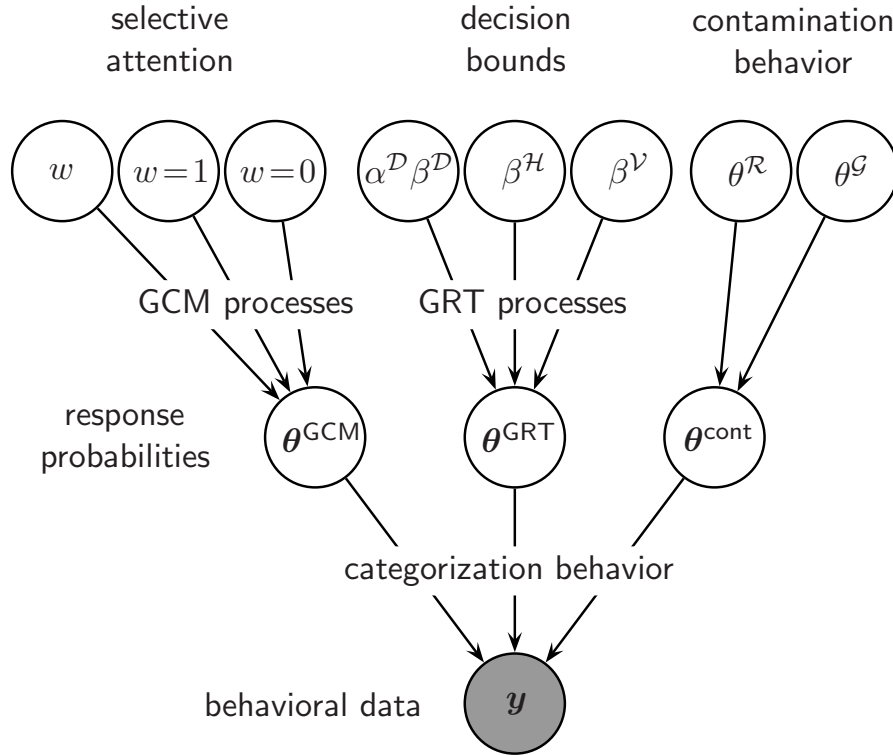 selective decision contamination
attention bounds behavior
w w=1 w=0 α^𝒟β^𝒟 β^ℋ β^𝒱 θ^ℛ θ^𝒢
GCM processes GRT processes
response
probabilities
θ^GCM θ^GRT θ^cont
categorization behavior
behavioral data y